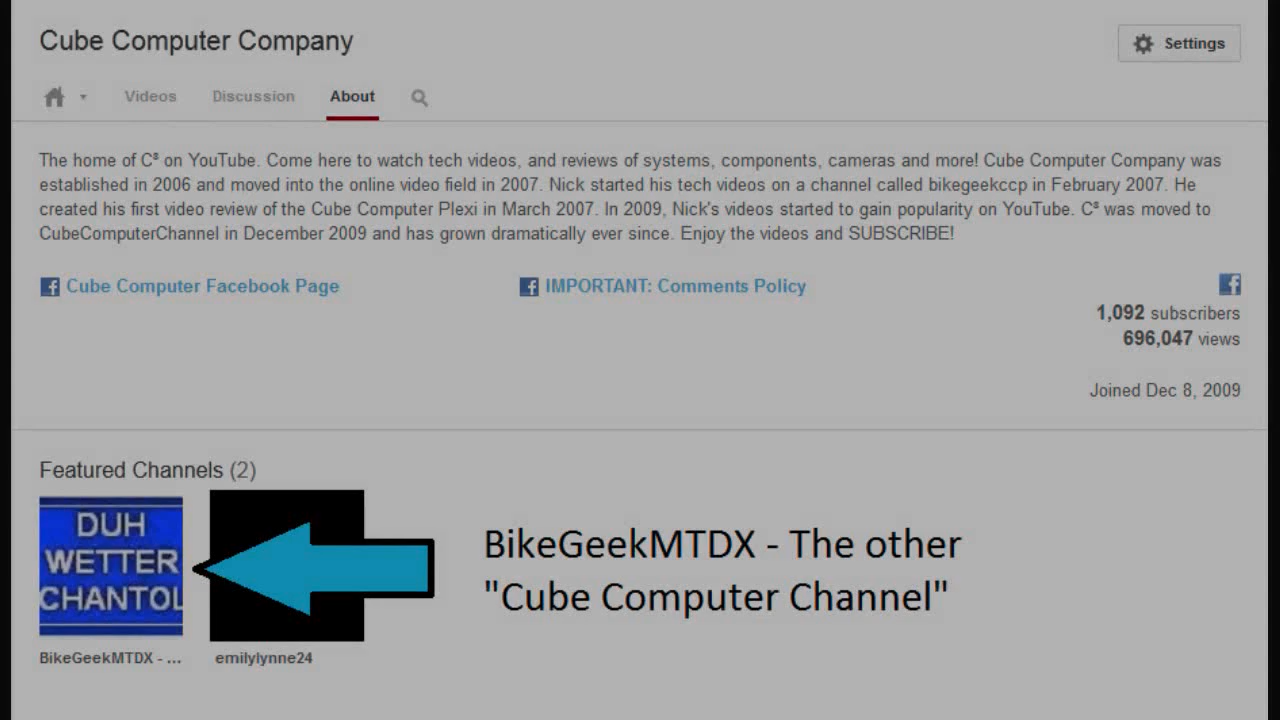 Cube Computer Company
Settings
Videos Discussion About
The home of C³ on YouTube. Come here to watch tech videos, and reviews of systems, components, cameras and more! Cube Computer Company was
established in 2006 and moved into the online video field in 2007. Nick started his tech videos on a channel called bikegeekccp in February 2007. He
created his first video review of the Cube Computer Plexi in March 2007. In 2009, Nick's videos started to gain popularity on YouTube. C³ was moved to
CubeComputerChannel in December 2009 and has grown dramatically ever since. Enjoy the videos and SUBSCRIBE!
Cube Computer Facebook Page
IMPORTANT: Comments Policy
1,092 subscribers
696,047 views
Joined Dec 8, 2009
Featured Channels (2)
DUH
WETTER
CHANTOL
BikeGeekMTDX - The other
"Cube Computer Channel"
BikeGeekMTDX - ...
emilylynne24